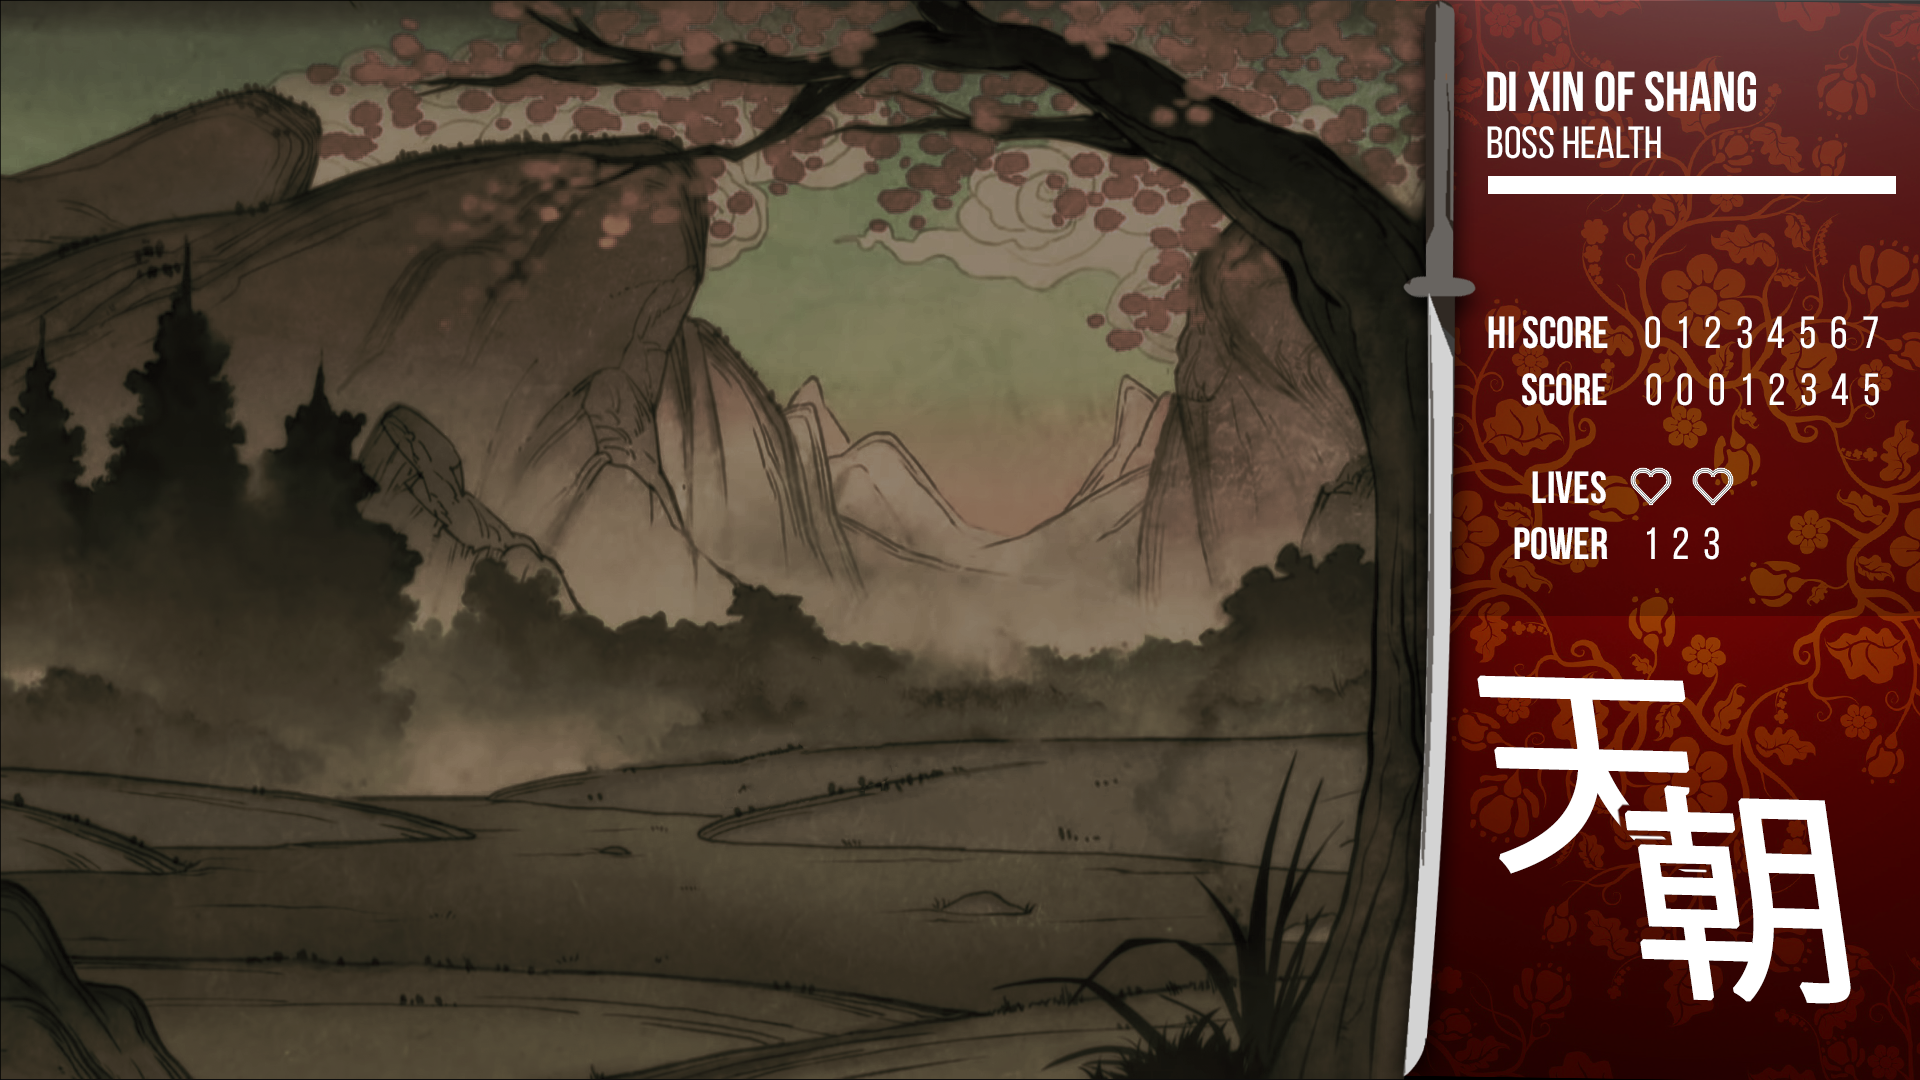 DI XIN OF SHANG
BOSS HEALTH
HI SCORE 0 1 2 3 4 5 6 7
SCORE 0 0 0 1 2 3 4 5
LIVES
POWER 1 2 3
天朝